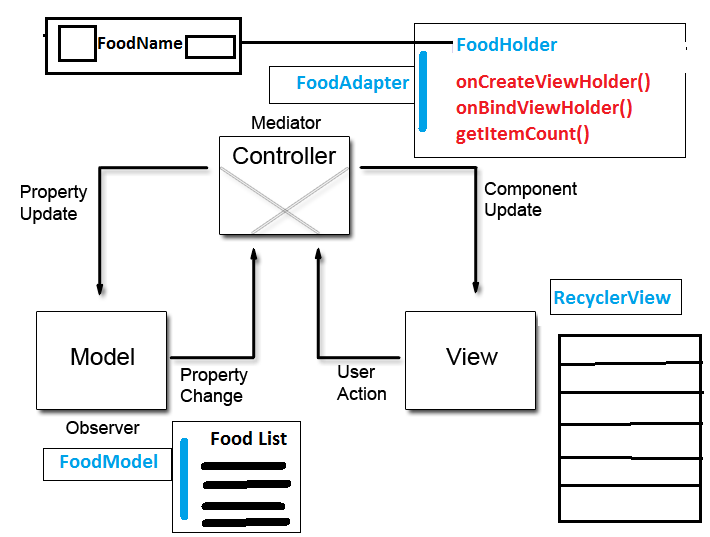 FoodName
FoodHolder
FoodAdapter
onCreateViewHolder()
onBindViewHolder()
getItemCount()
Mediator
Controller
Property
Update
Component
Update
RecyclerView
Model
View
Property
Change
User
Action
Observer
FoodModel
Food List